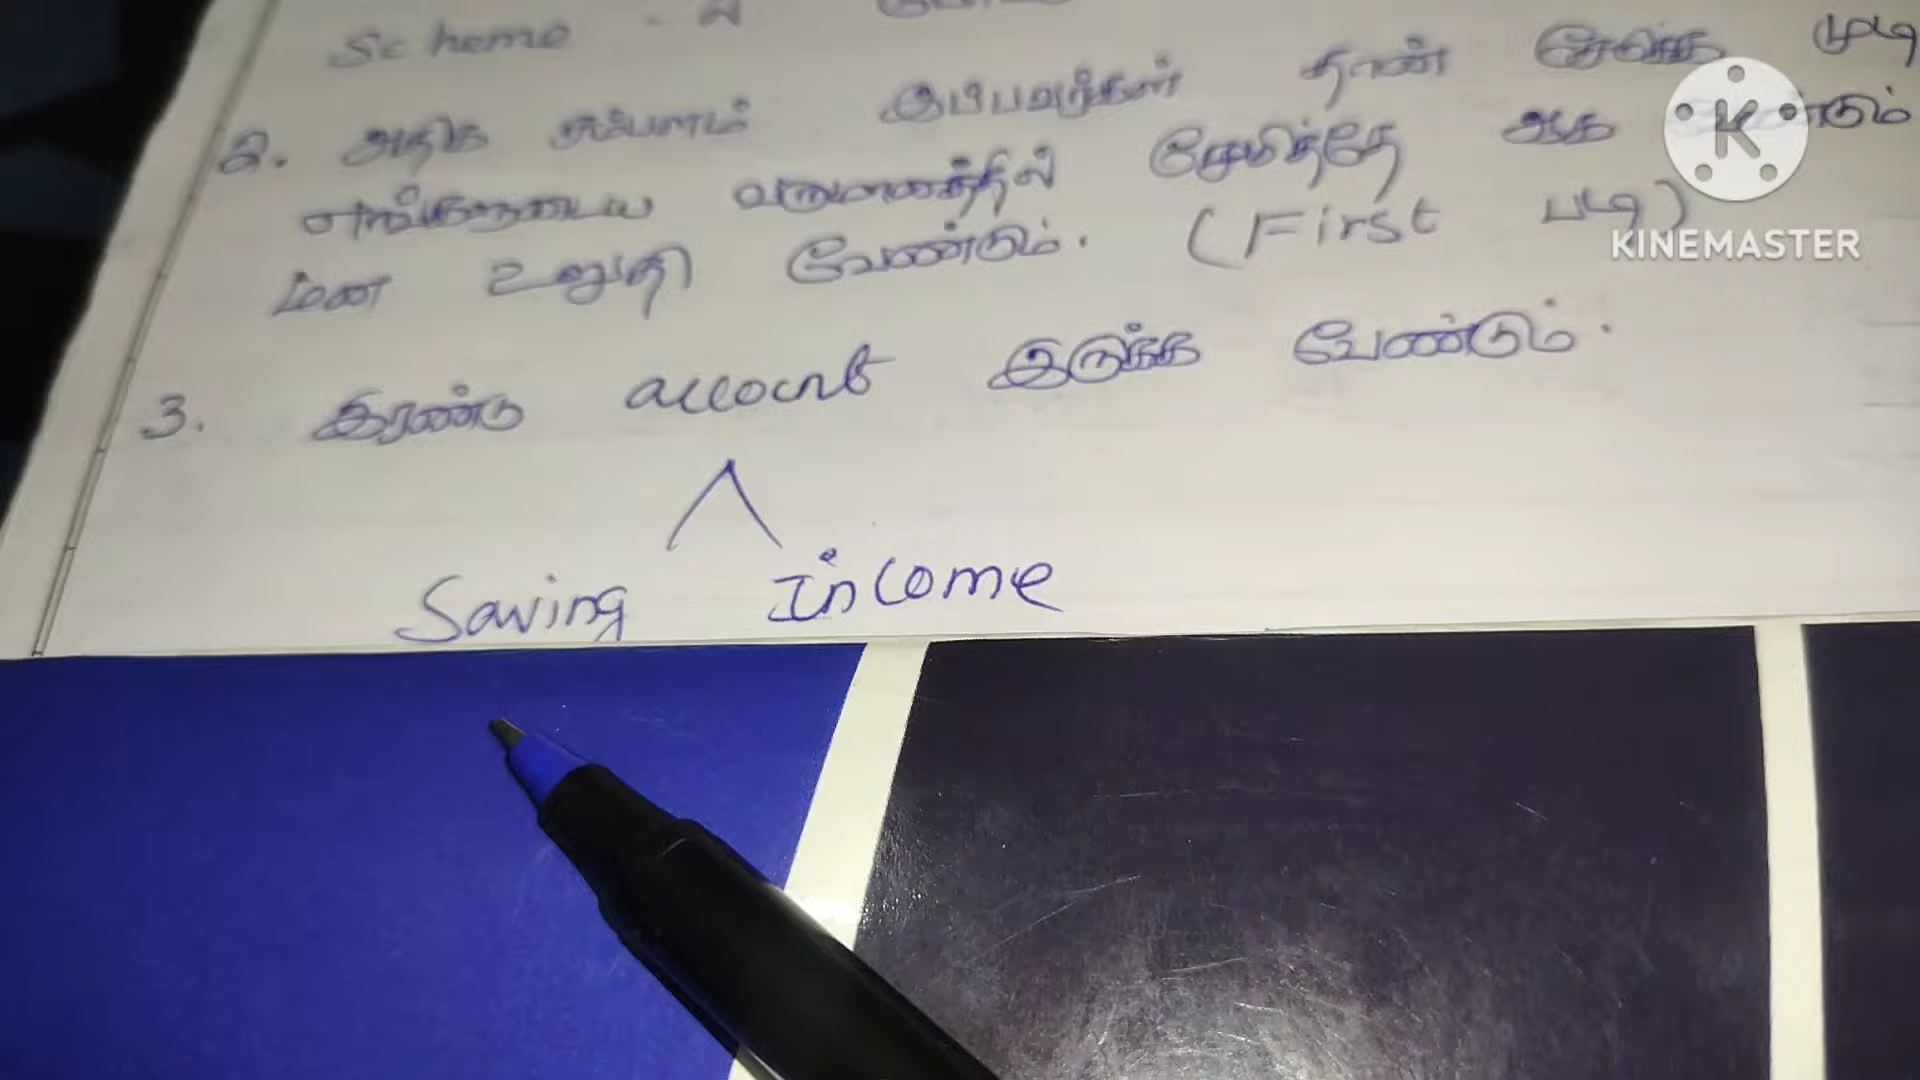 Scheme
2. அதிக சம்பளம் இப்பவர்கள் தான் சேமிக்க முடி
எங்களுடைய வருமானத்தில் சேமித்தே ஆக வேண்டும்
மன உறுதி வேண்டும். (First படி)
3. இரண்டு account இருக்க வேண்டும்.
Saving Income
KINEMASTER